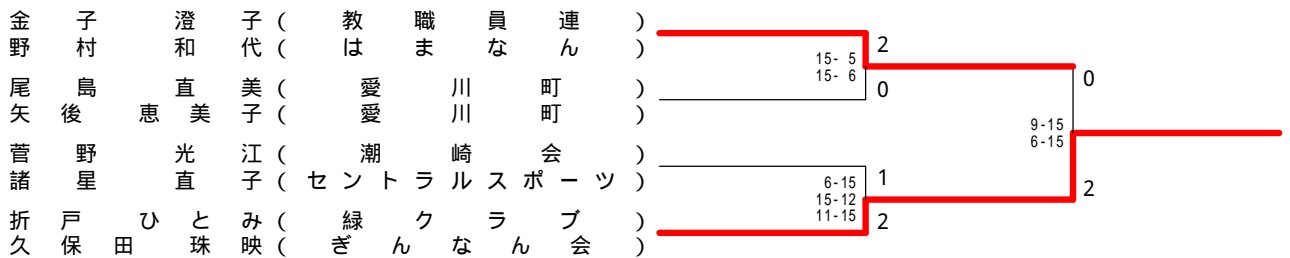 金子 澄子 ( 教職員連 )
野村 和代 ( はまなん )
尾島 直美 ( 愛川町 )
矢後 恵美子 ( 愛川町 )
菅野 光江 ( 潮崎会 )
諸星 直子 ( セントラルスポーツ )
折戸 ひとみ ( 緑クラブ )
久保田 珠映 ( ぎんなん会 )
2
15- 5
15- 6
0
1
6-15
15-12
11-15
2
0
9-15
6-15
2